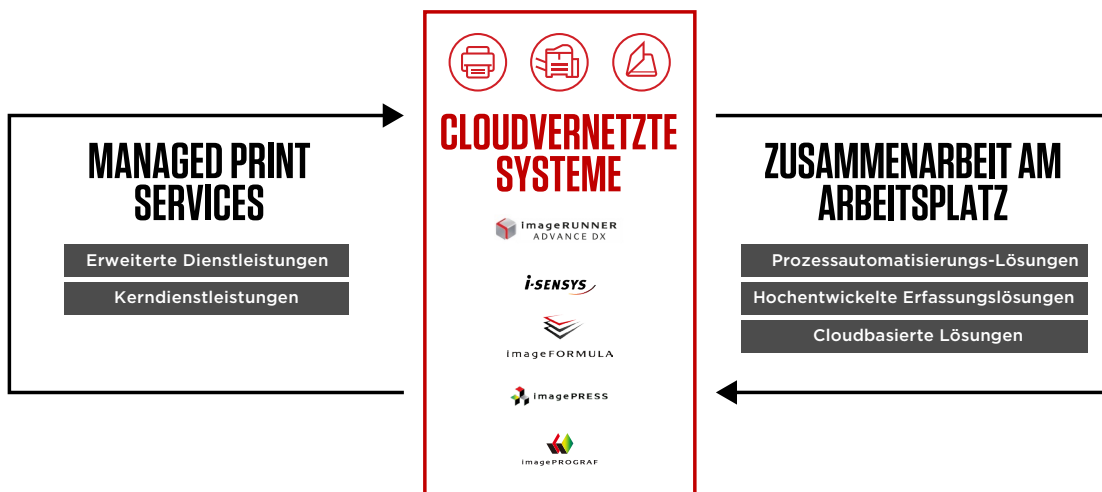 MANAGED PRINT
SERVICES
Erweiterte Dienstleistungen
Kerndienstleistungen
CLOUDVERNETZTE
SYSTEME
imageRUNNER
ADVANCE DX
i-SENSYS
imageFORMULA
imagePRESS
imagePROGRAF
ZUSAMMENARBEIT AM
ARBEITSPLATZ
Prozessautomatisierungs-Lösungen
Hochentwickelte Erfassungslösungen
Cloudbasierte Lösungen